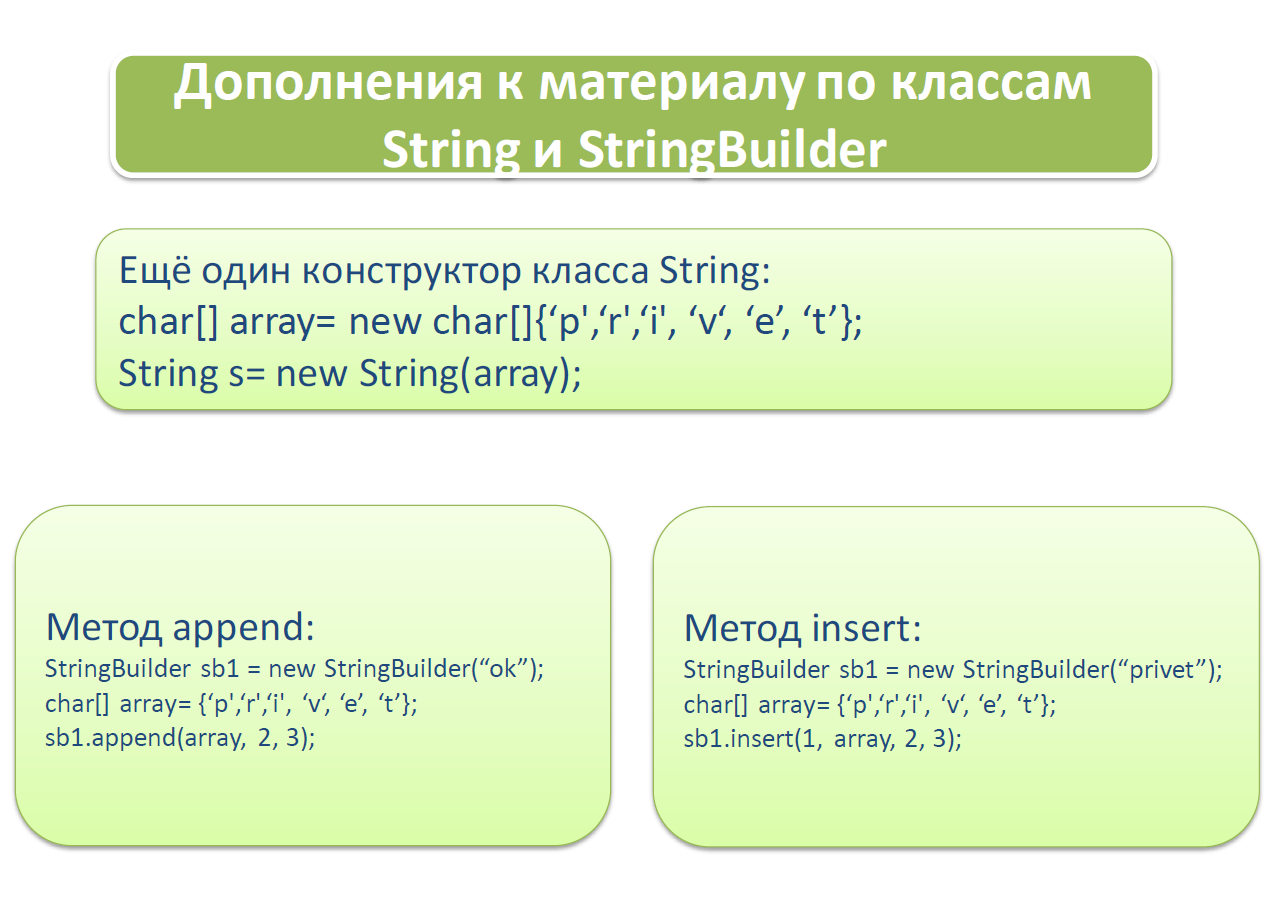 Дополнения к материалу по классам
String и StringBuilder
Ещё один конструктор класса String:
char[] array= new char[]{‘p',‘r',‘i', ‘v‘, ‘e’, ‘t’};
String s= new String(array);
Метод append:
StringBuilder sb1 = new StringBuilder(“ok”);
char[] array= {‘p',‘r',‘i', ‘v‘, ‘e’, ‘t’};
sb1.append(array, 2, 3);
Метод insert:
StringBuilder sb1 = new StringBuilder(“privet”);
char[] array= {‘p',‘r',‘i', ‘v‘, ‘e’, ‘t’};
sb1.insert(1, array, 2, 3);